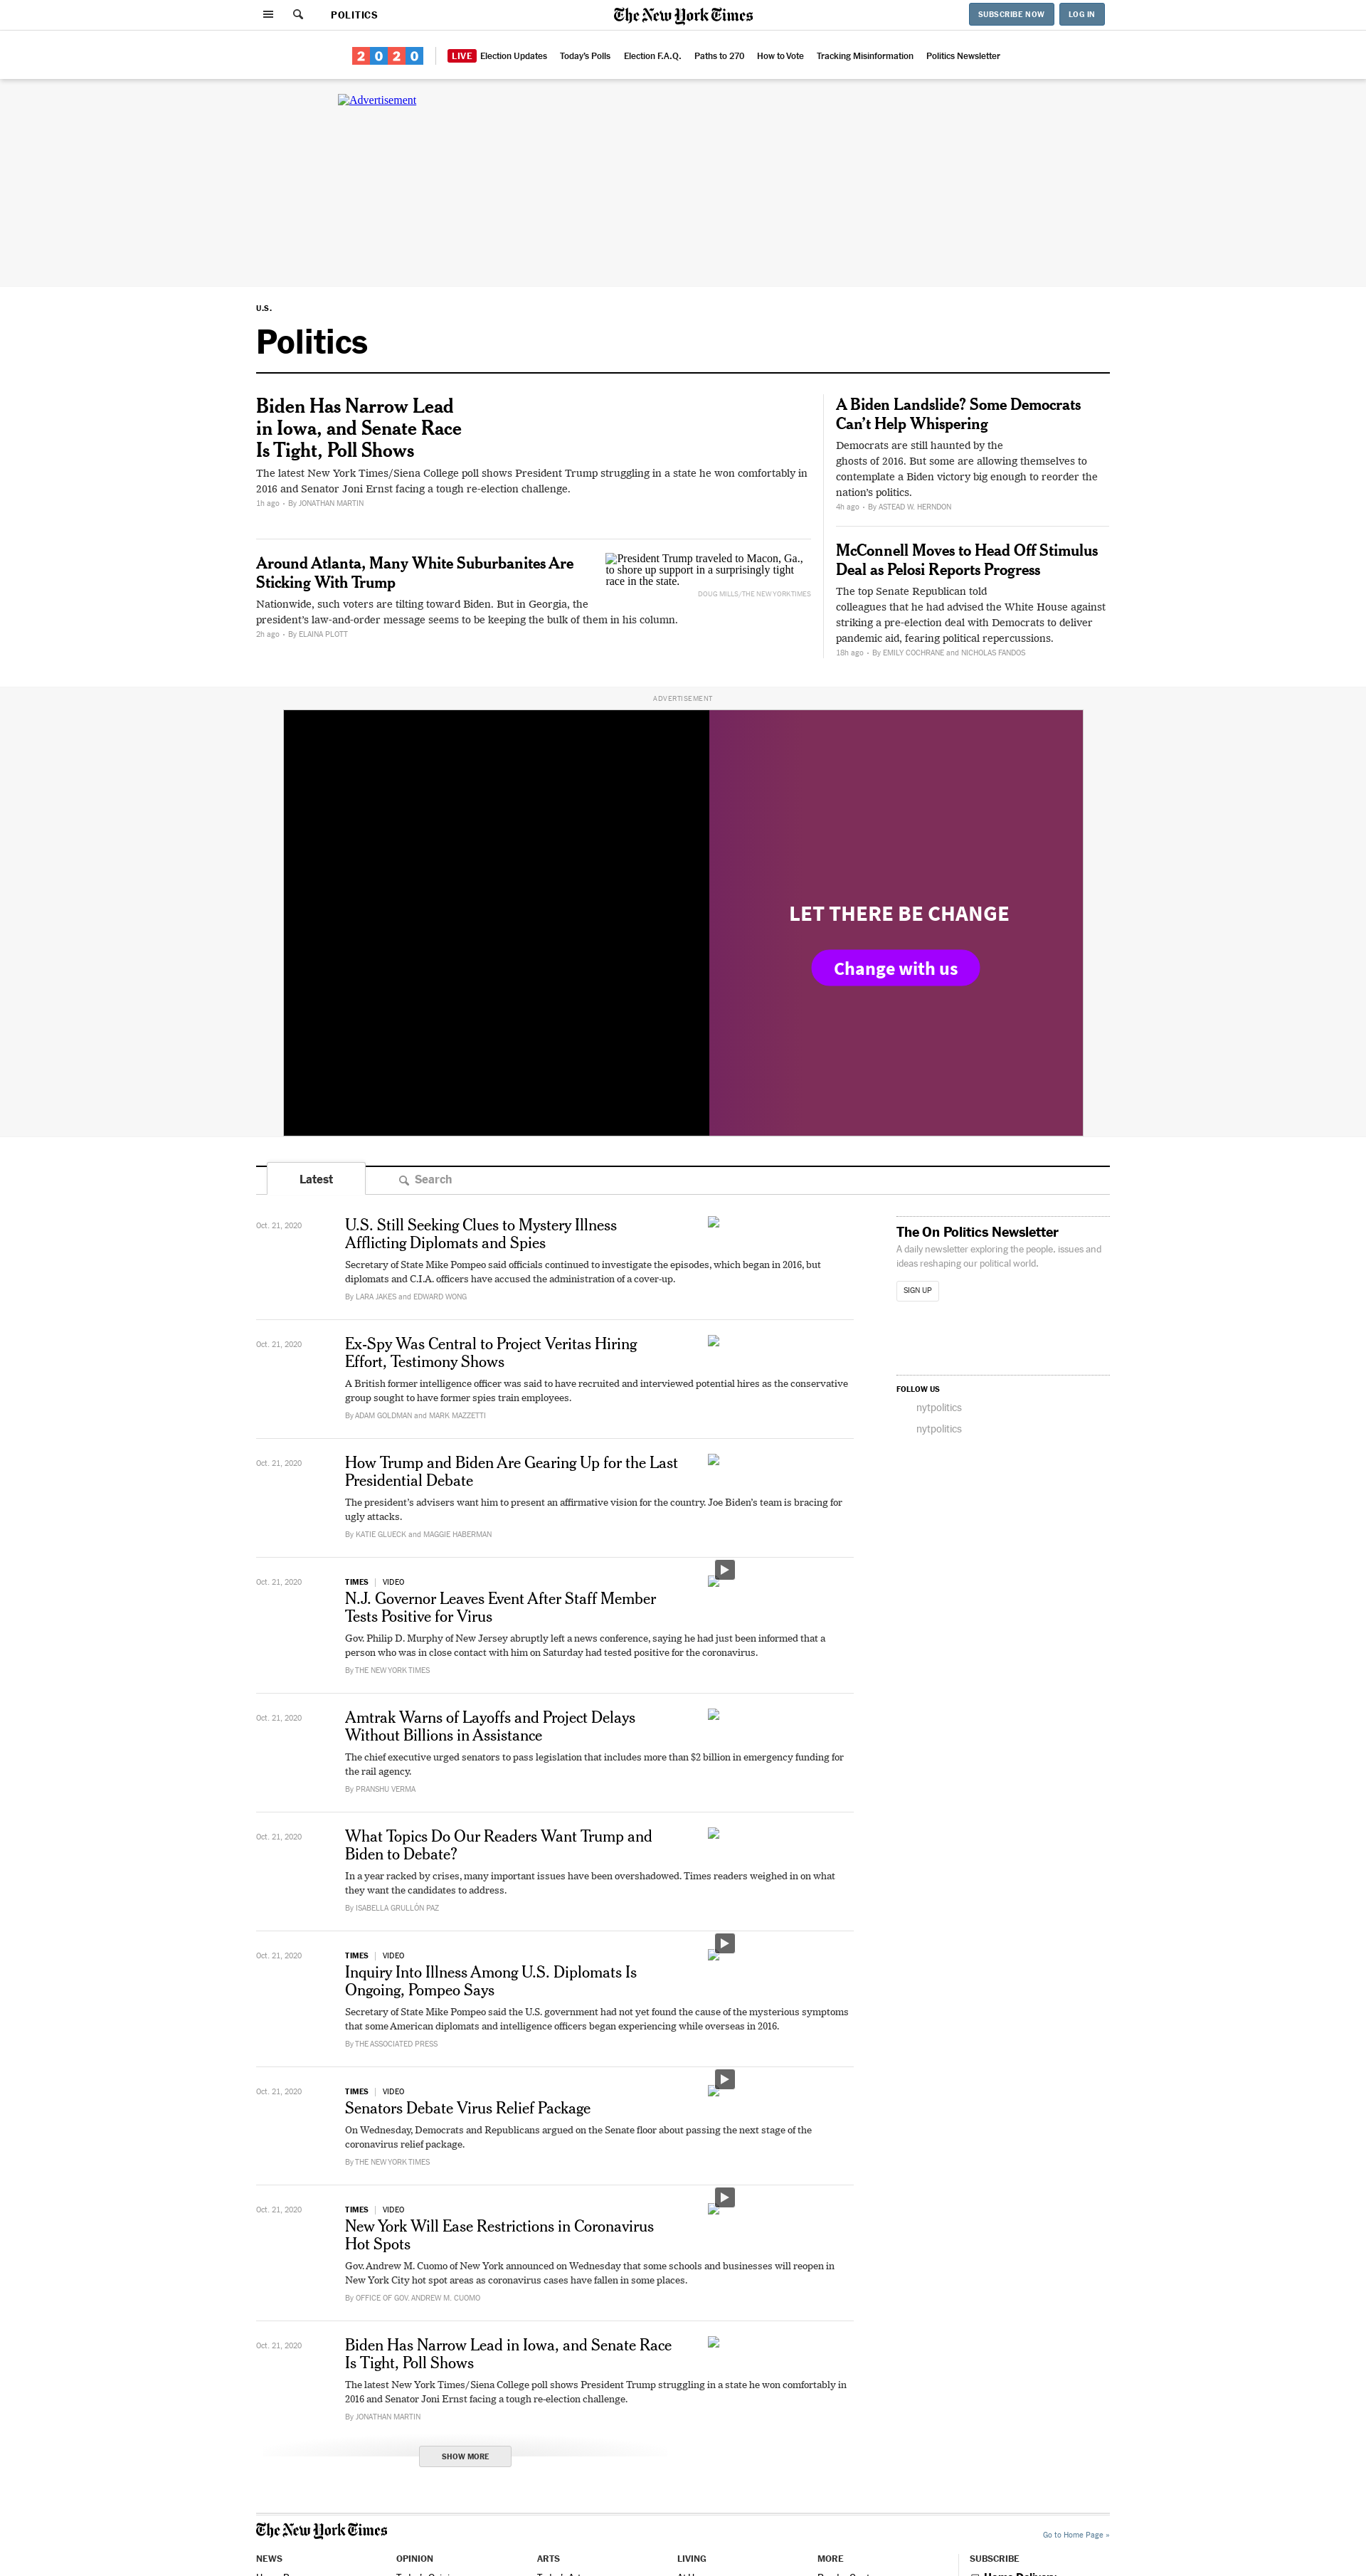 POLITICS
The New York Times
SUBSCRIBE NOW
LOG IN
2020
LIVE Election Updates
Today's Polls
Election F.A.Q.
Paths to 270
How to Vote
Tracking Misinformation
Politics Newsletter
Advertisement
U.S.
Politics
Biden Has Narrow Lead
in Iowa, and Senate Race
Is Tight, Poll Shows
The latest New York Times/Siena College poll shows President Trump struggling in a state he won comfortably in
2016 and Senator Joni Ernst facing a tough re-election challenge.
1h ago • By JONATHAN MARTIN
Around Atlanta, Many White Suburbanites Are
Sticking With Trump
Nationwide, such voters are tilting toward Biden. But in Georgia, the
president's law-and-order message seems to be keeping the bulk of them in his column.
2h ago • By ELAINA PLOTT
President Trump traveled to Macon, Ga.,
to shore up support in a surprisingly tight
race in the state.
DOUG MILLS/THE NEW YORK TIMES
A Biden Landslide? Some Democrats
Can't Help Whispering
Democrats are still haunted by the
ghosts of 2016. But some are allowing themselves to
contemplate a Biden victory big enough to reorder the
nation's politics.
4h ago • By ASTEAD W. HERNDON
McConnell Moves to Head Off Stimulus
Deal as Pelosi Reports Progress
The top Senate Republican told
colleagues that he had advised the White House against
striking a pre-election deal with Democrats to deliver
pandemic aid, fearing political repercussions.
18h ago • By EMILY COCHRANE and NICHOLAS FANDOS
ADVERTISEMENT
LET THERE BE CHANGE
Change with us
Latest
Search
Oct. 21, 2020
U.S. Still Seeking Clues to Mystery Illness
Afflicting Diplomats and Spies
Secretary of State Mike Pompeo said officials continued to investigate the episodes, which began in 2016, but
diplomats and C.I.A. officers have accused the administration of a cover-up.
By LARA JAKES and EDWARD WONG
Oct. 21, 2020
Ex-Spy Was Central to Project Veritas Hiring
Effort, Testimony Shows
A British former intelligence officer was said to have recruited and interviewed potential hires as the conservative
group sought to have former spies train employees.
By ADAM GOLDMAN and MARK MAZZETTI
Oct. 21, 2020
How Trump and Biden Are Gearing Up for the Last
Presidential Debate
The president's advisers want him to present an affirmative vision for the country. Joe Biden's team is bracing for
ugly attacks.
By KATIE GLUECK and MAGGIE HABERMAN
Oct. 21, 2020
TIMES | VIDEO
N.J. Governor Leaves Event After Staff Member
Tests Positive for Virus
Gov. Philip D. Murphy of New Jersey abruptly left a news conference, saying he had just been informed that a
person who was in close contact with him on Saturday had tested positive for the coronavirus.
By THE NEW YORK TIMES
Oct. 21, 2020
Amtrak Warns of Layoffs and Project Delays
Without Billions in Assistance
The chief executive urged senators to pass legislation that includes more than $2 billion in emergency funding for
the rail agency.
By PRANSHU VERMA
Oct. 21, 2020
What Topics Do Our Readers Want Trump and
Biden to Debate?
In a year racked by crises, many important issues have been overshadowed. Times readers weighed in on what
they want the candidates to address.
By ISABELLA GRULLÓN PAZ
Oct. 21, 2020
TIMES | VIDEO
Inquiry Into Illness Among U.S. Diplomats Is
Ongoing, Pompeo Says
Secretary of State Mike Pompeo said the U.S. government had not yet found the cause of the mysterious symptoms
that some American diplomats and intelligence officers began experiencing while overseas in 2016.
By THE ASSOCIATED PRESS
Oct. 21, 2020
TIMES | VIDEO
Senators Debate Virus Relief Package
On Wednesday, Democrats and Republicans argued on the Senate floor about passing the next stage of the
coronavirus relief package.
By THE NEW YORK TIMES
Oct. 21, 2020
TIMES | VIDEO
New York Will Ease Restrictions in Coronavirus
Hot Spots
Gov. Andrew M. Cuomo of New York announced on Wednesday that some schools and businesses will reopen in
New York City hot spot areas as coronavirus cases have fallen in some places.
By OFFICE OF GOV. ANDREW M. CUOMO
Oct. 21, 2020
Biden Has Narrow Lead in Iowa, and Senate Race
Is Tight, Poll Shows
The latest New York Times/Siena College poll shows President Trump struggling in a state he won comfortably in
2016 and Senator Joni Ernst facing a tough re-election challenge.
By JONATHAN MARTIN
SHOW MORE
The On Politics Newsletter
A daily newsletter exploring the people, issues and
ideas reshaping our political world.
SIGN UP
FOLLOW US
nytpolitics
nytpolitics
The New York Times
Go to Home Page »
NEWS
OPINION
ARTS
LIVING
MORE
SUBSCRIBE